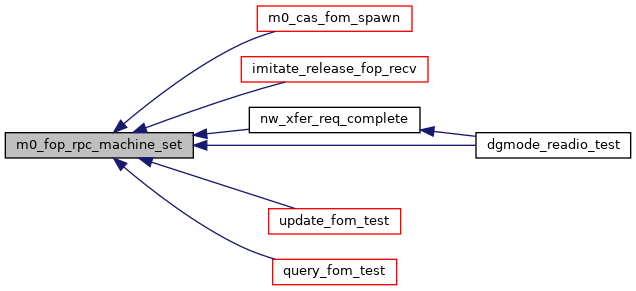 m0_cas_fom_spawn
imitate_release_fop_recv
nw_xfer_req_complete
m0_fop_rpc_machine_set
dgmode_readio_test
update_fom_test
query_fom_test